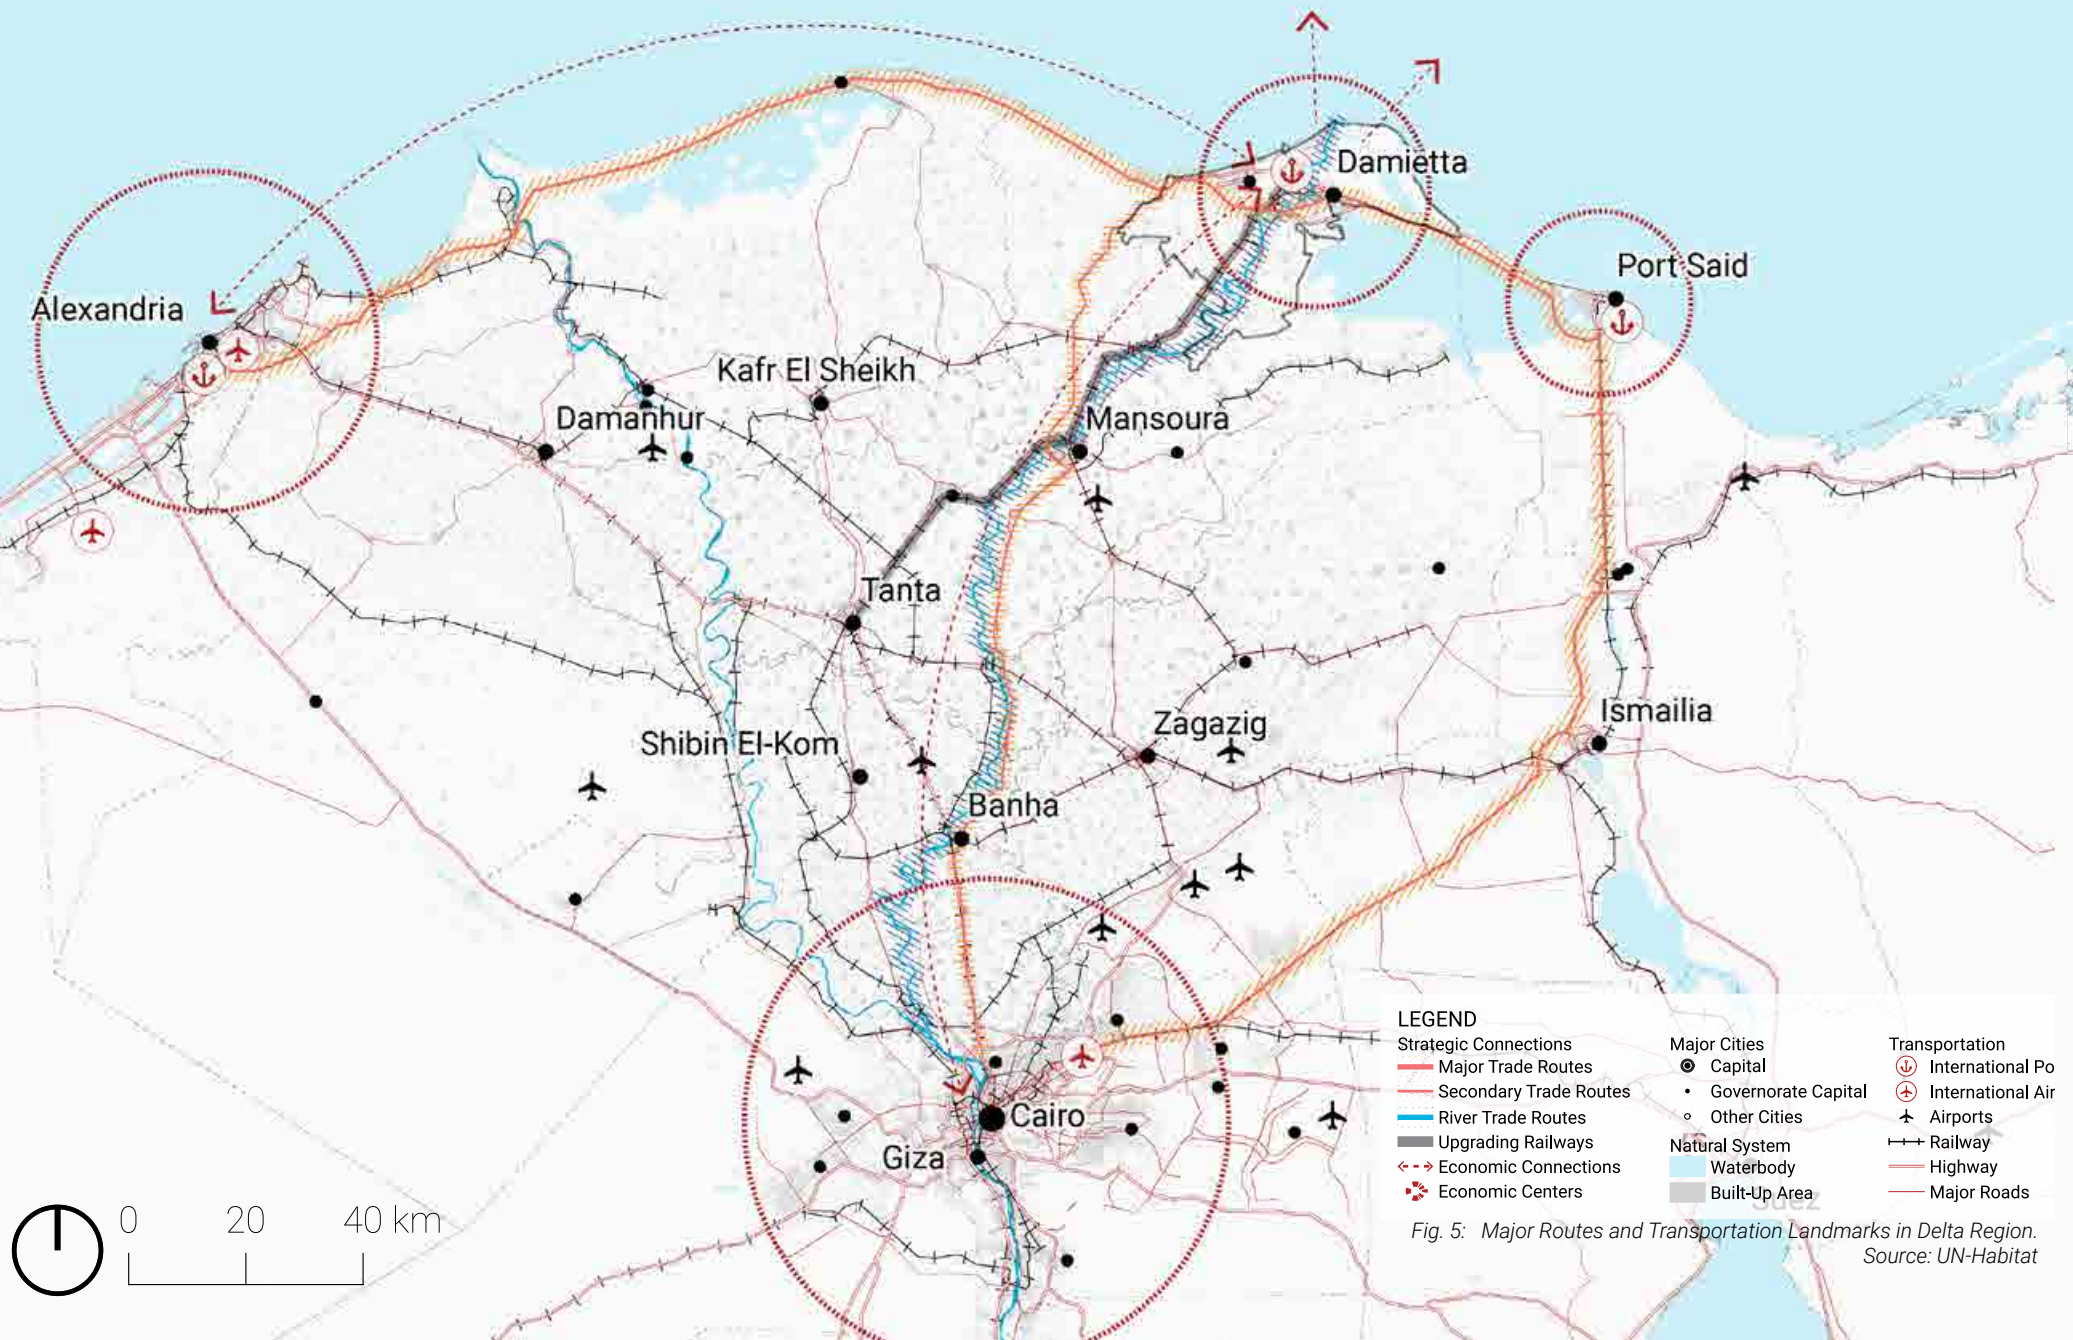 Damietta
Port Said
Alexandria
Kafr El Sheikh
Damanhur
Mansoura
Tanta
Ismailia
Zagazig
Shibin El-Kom
Banha
Cairo
Giza
0 20 40 km
LEGEND
Strategic Connections
Major Trade Routes
Secondary Trade Routes
River Trade Routes
Upgrading Railways
Economic Connections
Economic Centers
Major Cities
Capital
Governorate Capital
Other Cities
Natural System
Waterbody
Built-Up Area
Transportation
International Po
International Air
Airports
Railway
Highway
Major Roads
Suez
Fig. 5: Major Routes and Transportation Landmarks in Delta Region.
Source: UN-Habitat